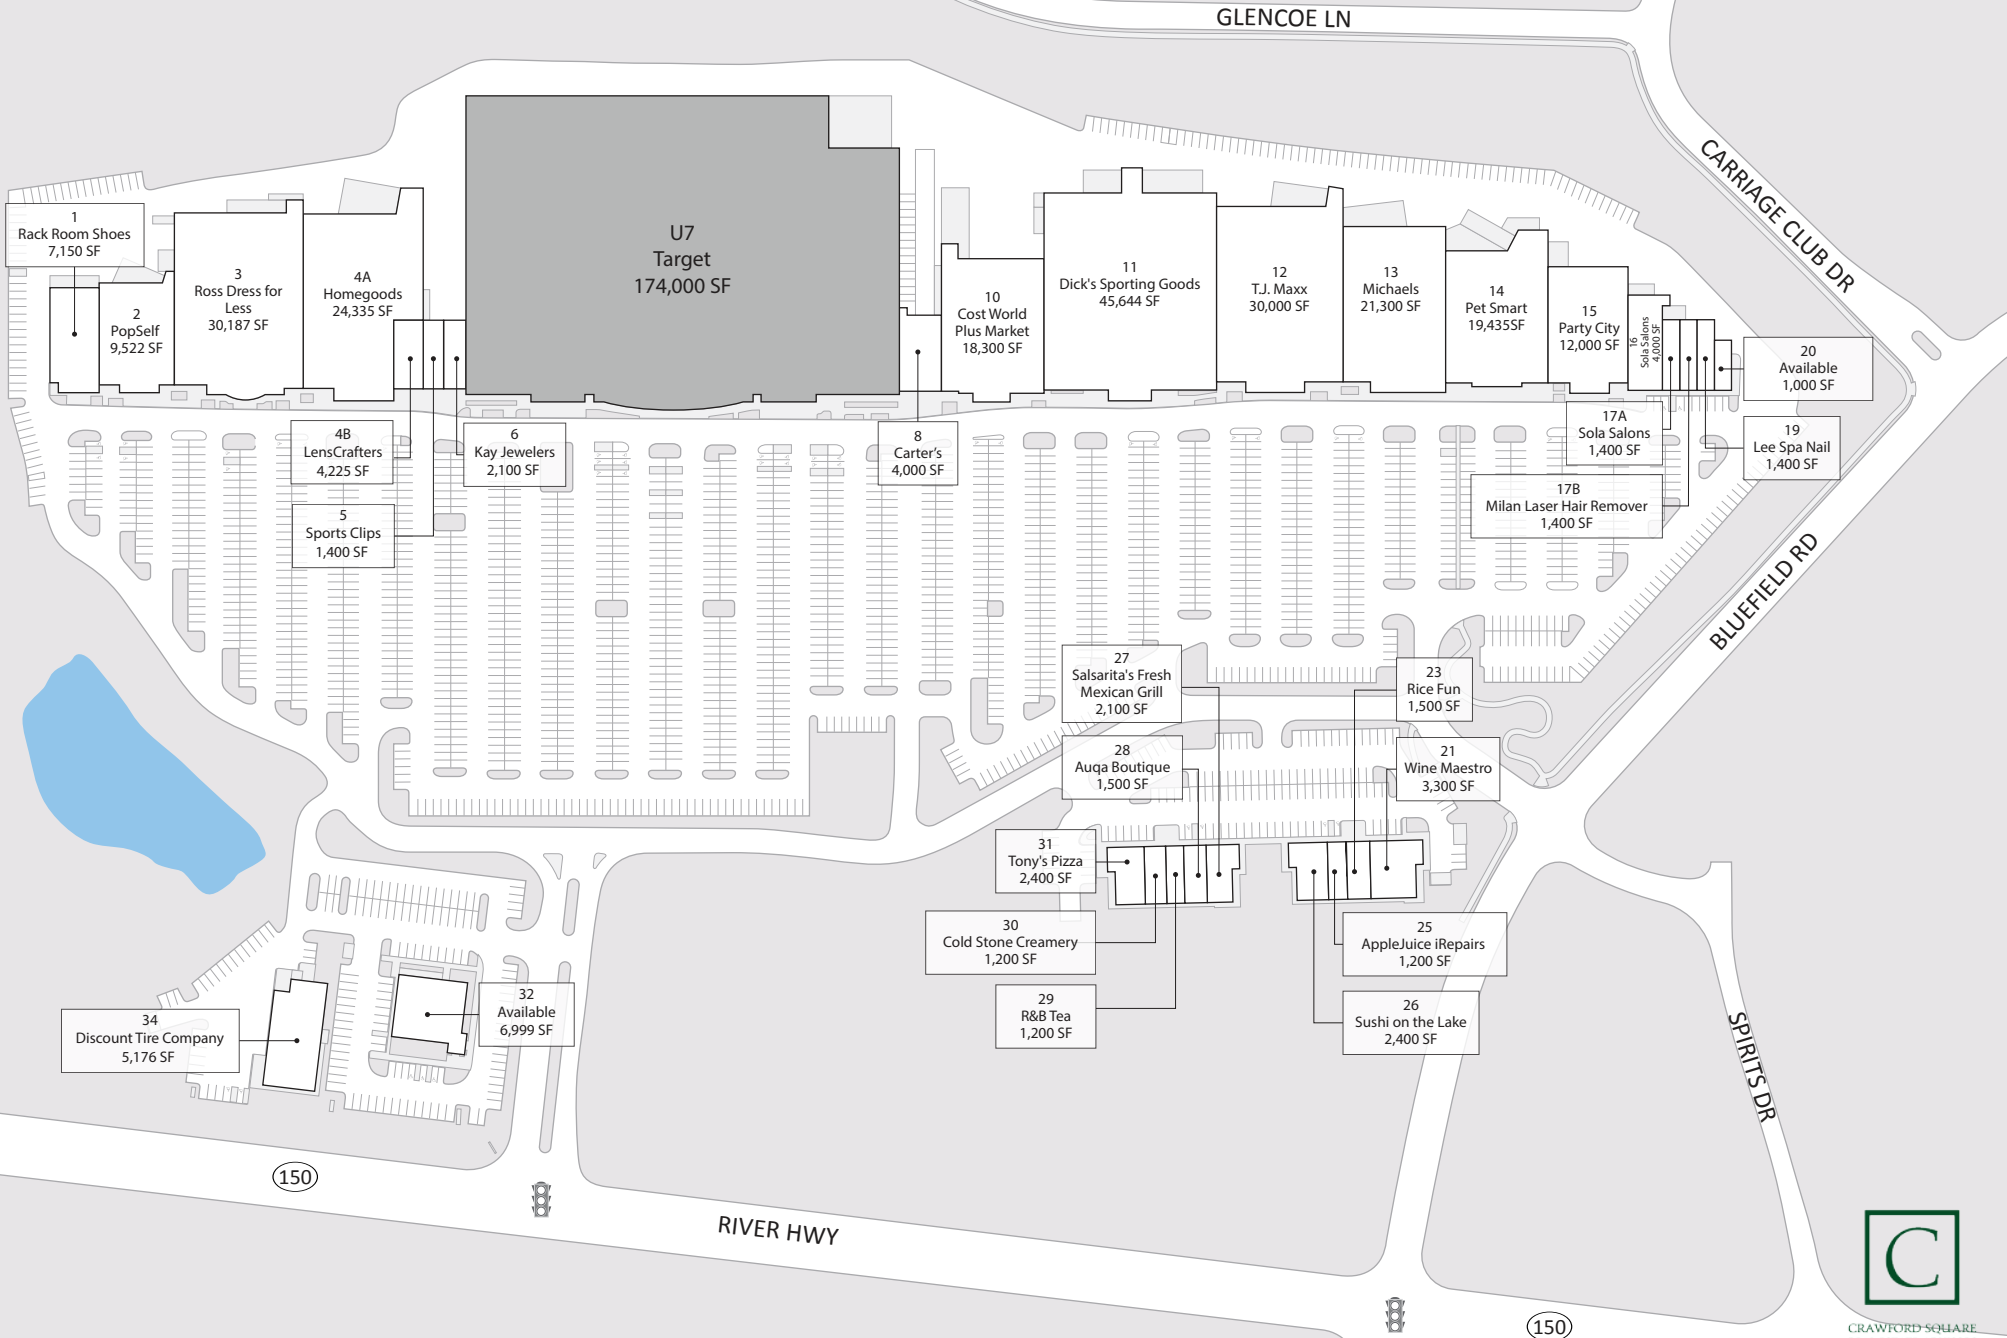 GLENCOE LN
CARRIAGE CLUB DR
1
Rack Room Shoes
7,150 SF
2
PopSelf
9,522 SF
3
Ross Dress for
Less
30,187 SF
4A
Homegoods
24,335 SF
U7
Target
174,000 SF
10
Cost World
Plus Market
18,300 SF
11
Dick's Sporting Goods
45,644 SF
12
T.J. Maxx
30,000 SF
13
Michaels
21,300 SF
14
Pet Smart
19,435SF
15
Party City
12,000 SF
16
Sola Salons
4,000 SF
20
Available
1,000 SF
4B
LensCrafters
4,225 SF
6
Kay Jewelers
2,100 SF
8
Carter's
4,000 SF
17A
Sola Salons
1,400 SF
19
Lee Spa Nail
1,400 SF
5
Sports Clips
1,400 SF
17B
Milan Laser Hair Remover
1,400 SF
BLUEFIELD RD
27
Salsarita's Fresh
Mexican Grill
2,100 SF
23
Rice Fun
1,500 SF
28
Auqa Boutique
1,500 SF
21
Wine Maestro
3,300 SF
31
Tony's Pizza
2,400 SF
30
Cold Stone Creamery
1,200 SF
25
AppleJuice iRepairs
1,200 SF
29
R&B Tea
1,200 SF
26
Sushi on the Lake
2,400 SF
34
Discount Tire Company
5,176 SF
32
Available
6,999 SF
SPIRITS DR
150
RIVER HWY
150
C
CRAWFORD SQUARE